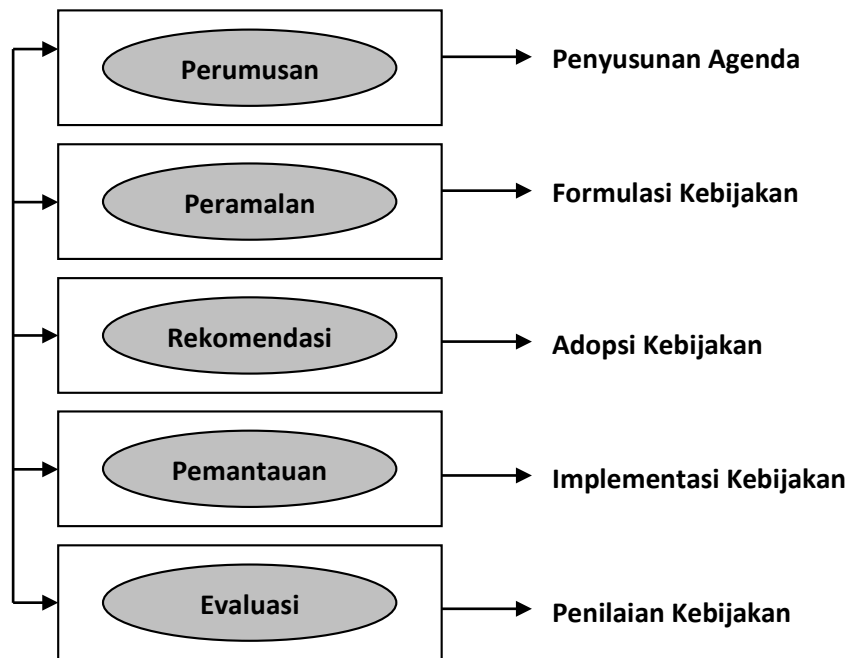 Perumusan
Penyusunan Agenda
Peramalan
Formulasi Kebijakan
Rekomendasi
Adopsi Kebijakan
Pemantauan
Implementasi Kebijakan
Evaluasi
Penilaian Kebijakan